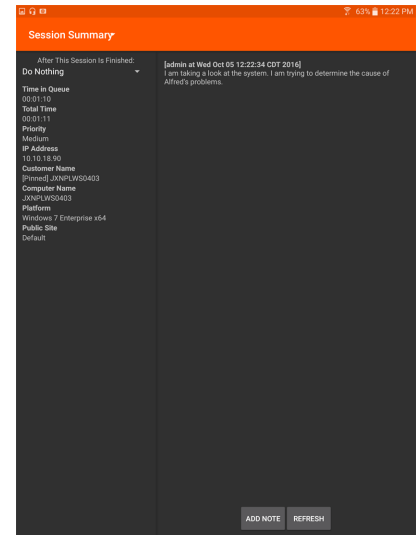 63% 12:22 PM
Session Summary
After This Session Is Finished:
Do Nothing
Time in Queue
00:01:10
Total Time
00:01:11
Priority
Medium
IP Address
10.10.18.90
Customer Name
[Pinned] JXNPLWS0403
Computer Name
JXNPLWS0403
Platform
Windows 7 Enterprise x64
Public Site
Default
[admin at Wed Oct 05 12:22:34 CDT 2016]
I am taking a look at the system. I am trying to determine the cause of
Alfred's problems.
ADD NOTE REFRESH